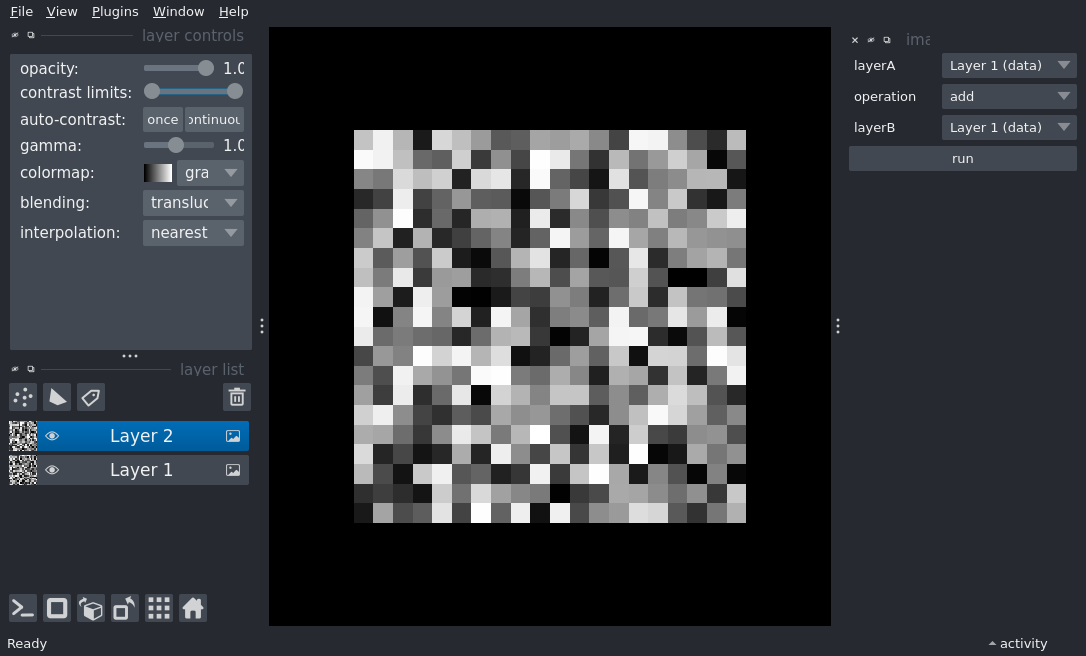 File View Plugins Window Help
layer controls
opacity: 1.0
contrast limits:
auto-contrast: once ontinuou
gamma: 1.0
colormap: gra
blending: transluc
interpolation: nearest
layer list
Layer 2
Layer 1
ima
layerA Layer 1 (data)
operation add
layerB Layer 1 (data)
run
Ready
activity